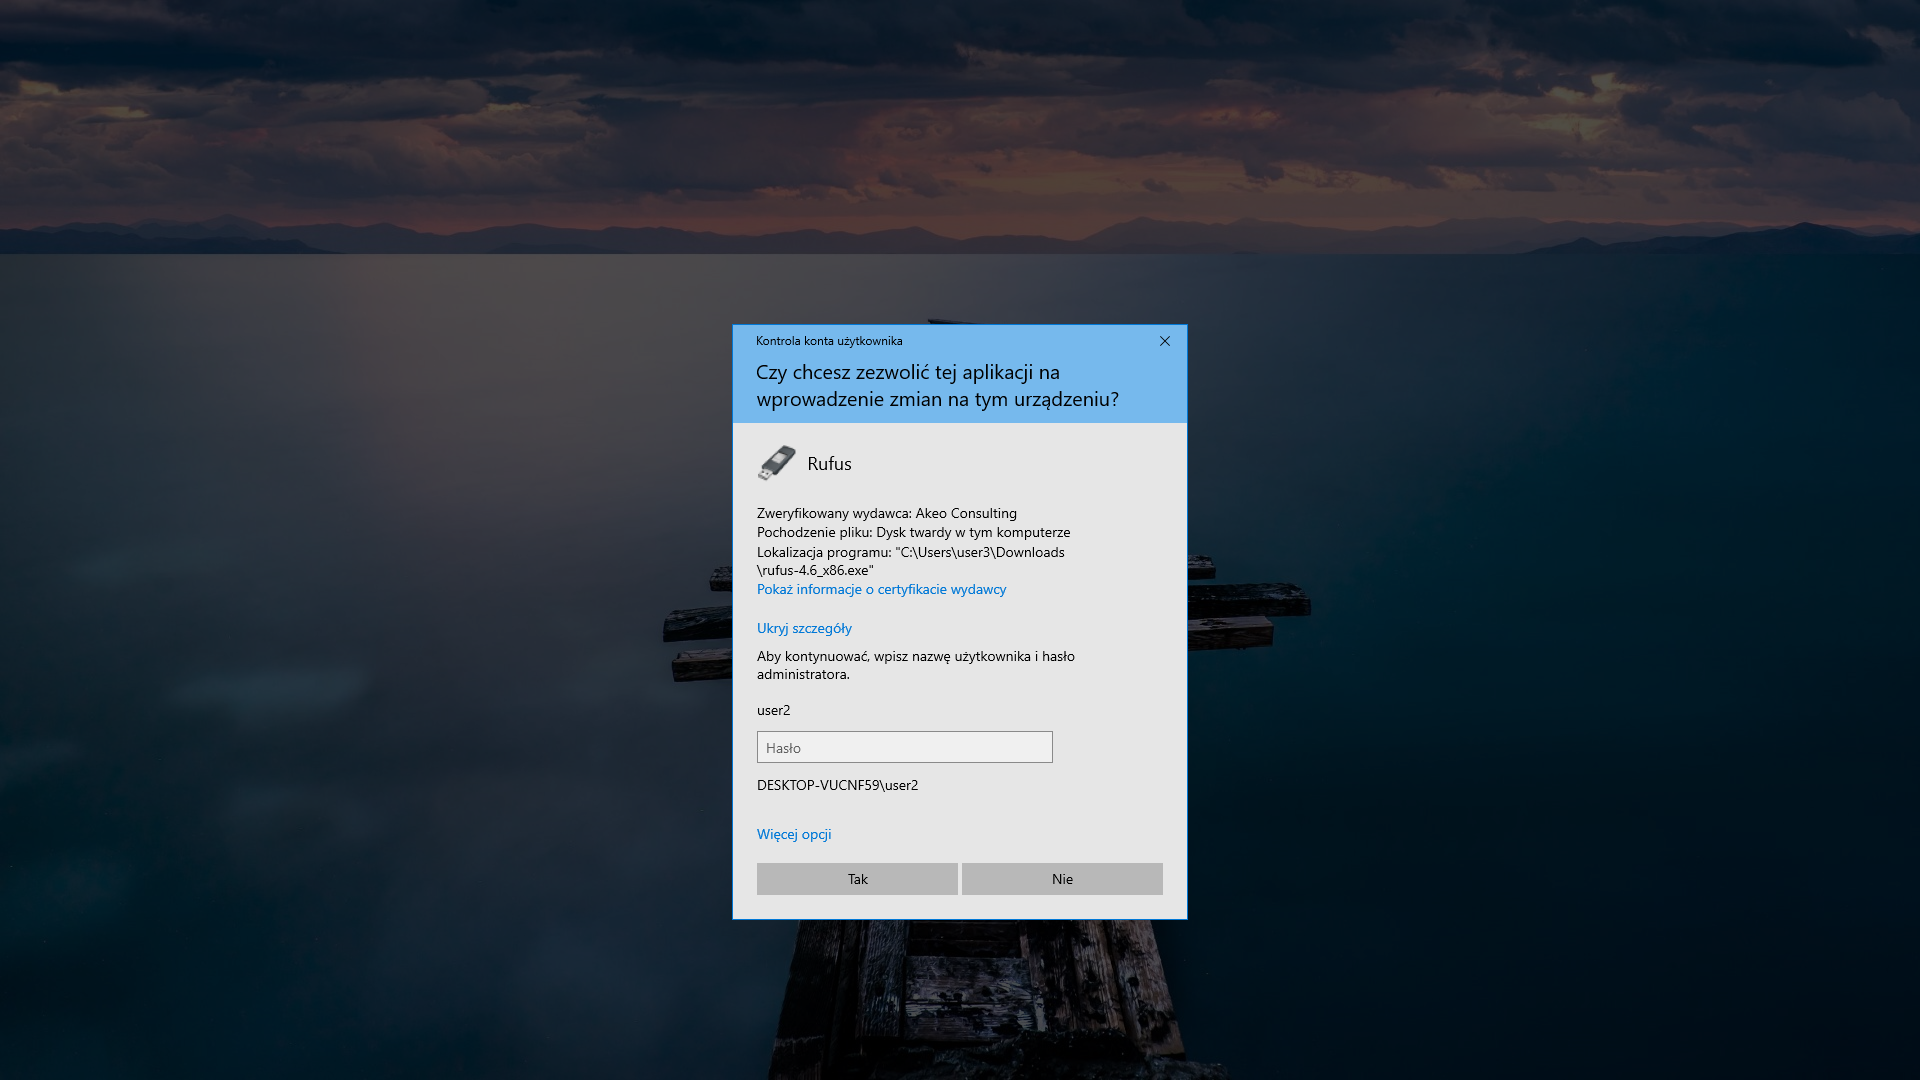 Kontrola konta użytkownika
Czy chcesz zezwolić tej aplikacji na
wprowadzenie zmian na tym urządzeniu?
Rufus
Zweryfikowany wydawca: Akeo Consulting
Pochodzenie pliku: Dysk twardy w tym komputerze
Lokalizacja programu: "C:\Users\user3\Downloads
\rufus-4.6_x86.exe"
Pokaż informacje o certyfikacie wydawcy
Ukryj szczegóły
Aby kontynuować, wpisz nazwę użytkownika i hasło
administratora.
user2
Hasło
DESKTOP-VUCNF59\user2
Więcej opcji
Tak
Nie